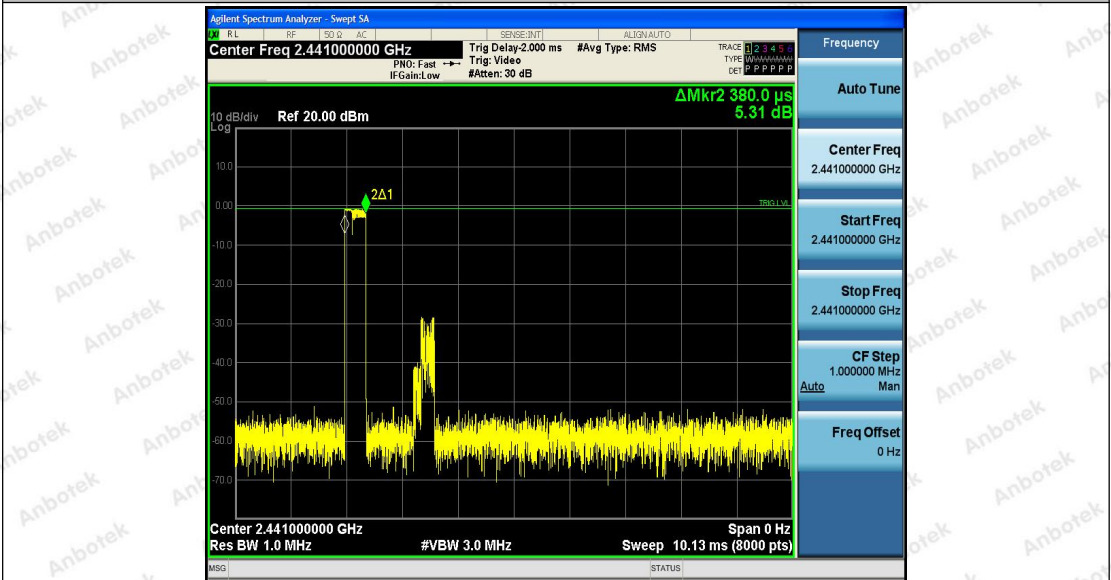 Agilent Spectrum Analyzer - Swept SA
RL RF 50 Ω AC SENSE:INT ALIGN AUTO
Center Freq 2.441000000 GHz
PNO: Fast
IFGain:Low
Trig Delay-2.000 ms
Trig: Video
#Atten: 30 dB
#Avg Type: RMS
TRACE 1 2 3 4 5 6
TYPE
DET P P P P P P
ΔMkr2 380.0 µs
5.31 dB
10 dB/div
Log
Ref 20.00 dBm
10.0
0.00
-10.0
-20.0
-30.0
-40.0
-50.0
-60.0
-70.0
2Δ1
TRIG LVL
Center 2.441000000 GHz
Span 0 Hz
Res BW 1.0 MHz
#VBW 3.0 MHz
Sweep 10.13 ms (8000 pts)
MSG
STATUS
Frequency
Auto Tune
Center Freq
2.441000000 GHz
Start Freq
2.441000000 GHz
Stop Freq
2.441000000 GHz
CF Step
1.000000 MHz
Auto Man
Freq Offset
0 Hz
Anbotek